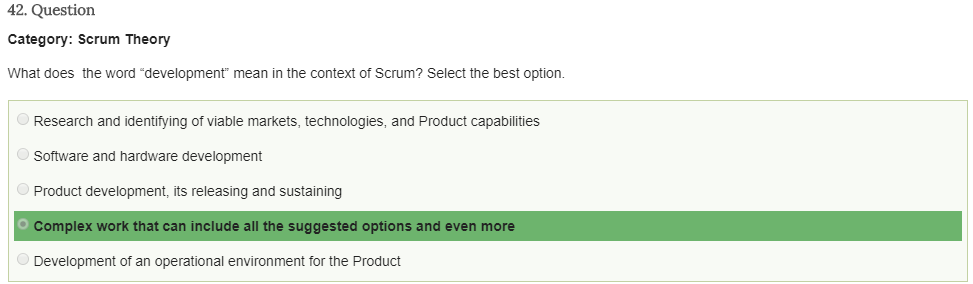 42. Question
Category: Scrum Theory
What does  the word “development” mean in the context of Scrum? Select the best option.
Research and identifying of viable markets, technologies, and Product capabilities
Software and hardware development
Product development, its releasing and sustaining
Complex work that can include all the suggested options and even more
Development of an operational environment for the Product